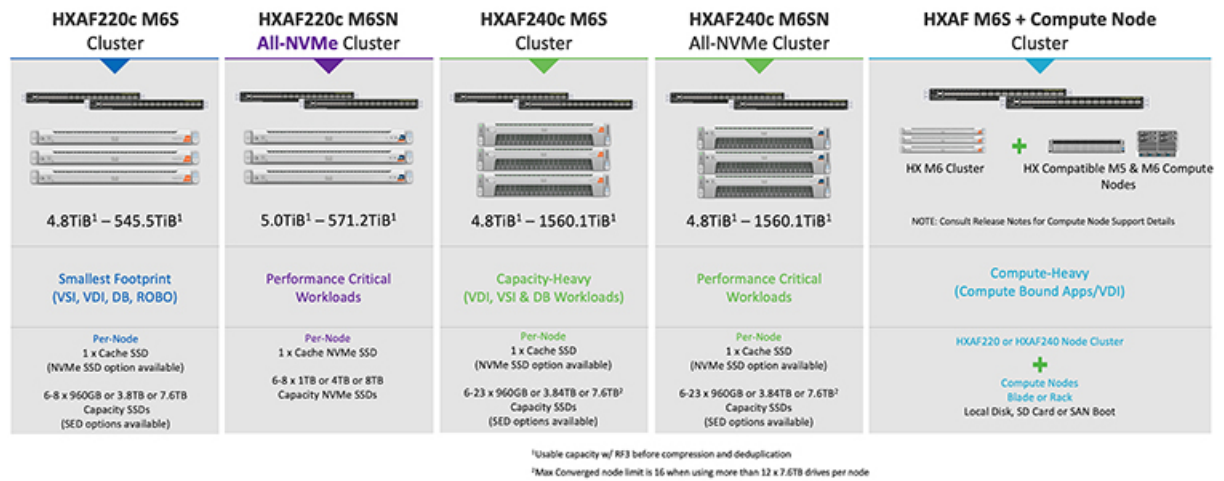 HXAF220c M6S
Cluster
4.8TiB¹ – 545.5TiB¹
Smallest Footprint
(VSI, VDI, DB, ROBO)
Per-Node
1 x Cache SSD
(NVMe SSD option available)
6-8 x 960GB or 3.8TB or 7.6TB
Capacity SSDs
(SED options available)
HXAF220c M6SN
All-NVMe Cluster
5.0TiB¹ – 571.2TiB¹
Performance Critical
Workloads
Per-Node
1 x Cache NVMe SSD
6-8 x 1TB or 4TB or 8TB
Capacity NVMe SSDs
HXAF240c M6S
Cluster
4.8TiB¹ – 1560.1TiB¹
Capacity-Heavy
(VDI, VSI & DB Workloads)
Per-Node
1 x Cache SSD
(NVMe SSD option available)
6-23 x 960GB or 3.84TB or 7.6TB²
Capacity SSDs
(SED options available)
HXAF240c M6SN
All-NVMe Cluster
4.8TiB¹ – 1560.1TiB¹
Performance Critical
Workloads
Per-Node
1 x Cache SSD
(NVMe SSD option available)
6-23 x 960GB or 3.84TB or 7.6TB²
Capacity SSDs
(SED options available)
HXAF M6S + Compute Node
Cluster
HX M6 Cluster
+
HX Compatible M5 & M6 Compute
Nodes
NOTE: Consult Release Notes for Compute Node Support Details
Compute-Heavy
(Compute Bound Apps/VDI)
HXAF220 or HXAF240 Node Cluster
+
Compute Nodes
Blade or Rack
Local Disk, SD Card or SAN Boot
¹Usable capacity w/ RF3 before compression and deduplication
²Max Converged node limit is 16 when using more than 12 x 7.6TB drives per node